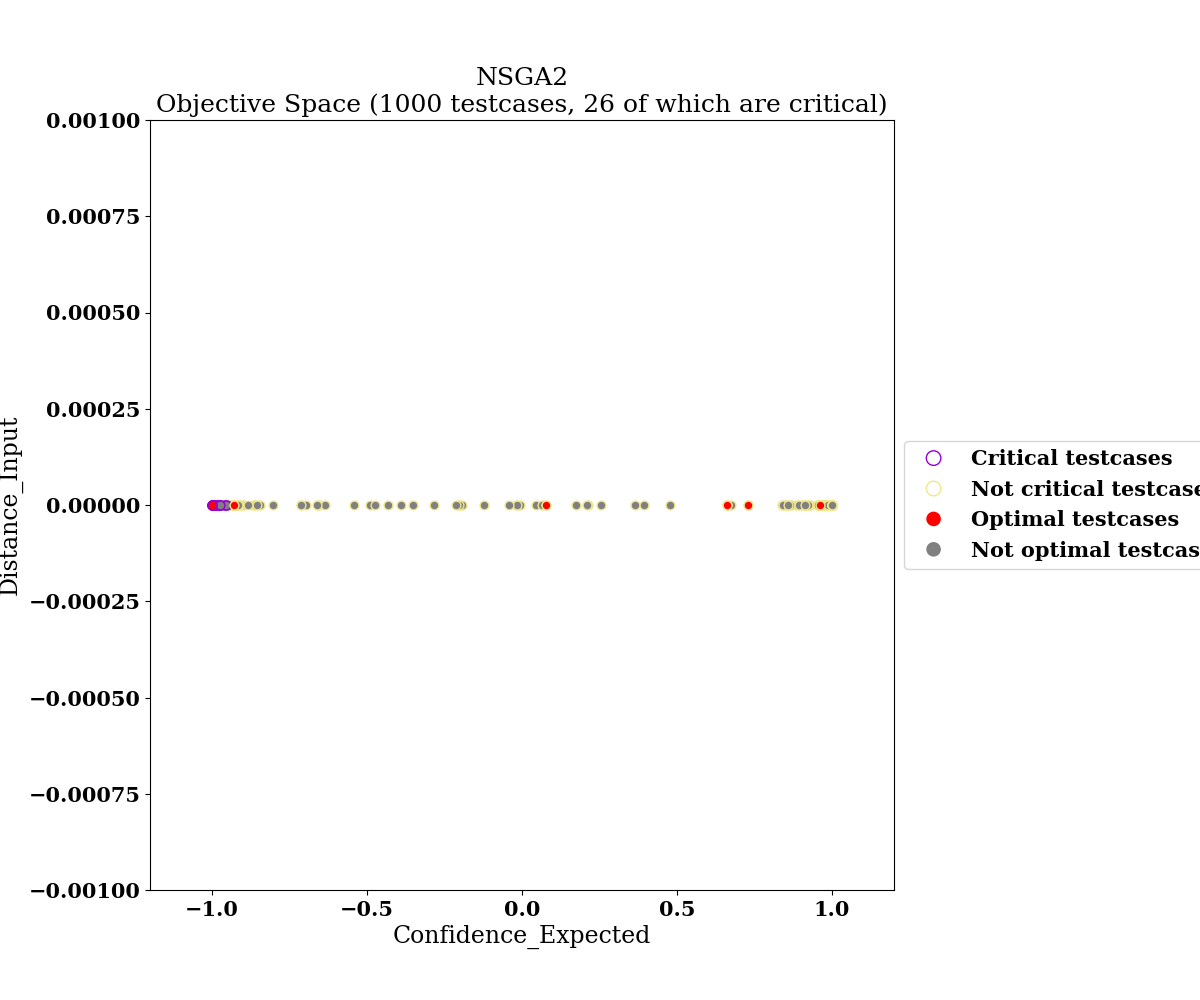 NSGA2
Objective Space (1000 testcases, 26 of which are critical)
0.00100
0.00075
0.00050
0.00025
0.00000
−0.00025
−0.00050
−0.00075
−0.00100
Distance_Input
−1.0 −0.5 0.0 0.5 1.0
Confidence_Expected
Critical testcases
Not critical testcase
Optimal testcases
Not optimal testcas